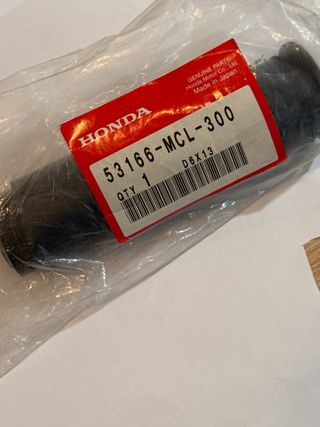 GENUINE PARTS
Honda Motor Co., Ltd.
Made in Japan
HONDA
53166-MCL-300
QTY 1
D6X13